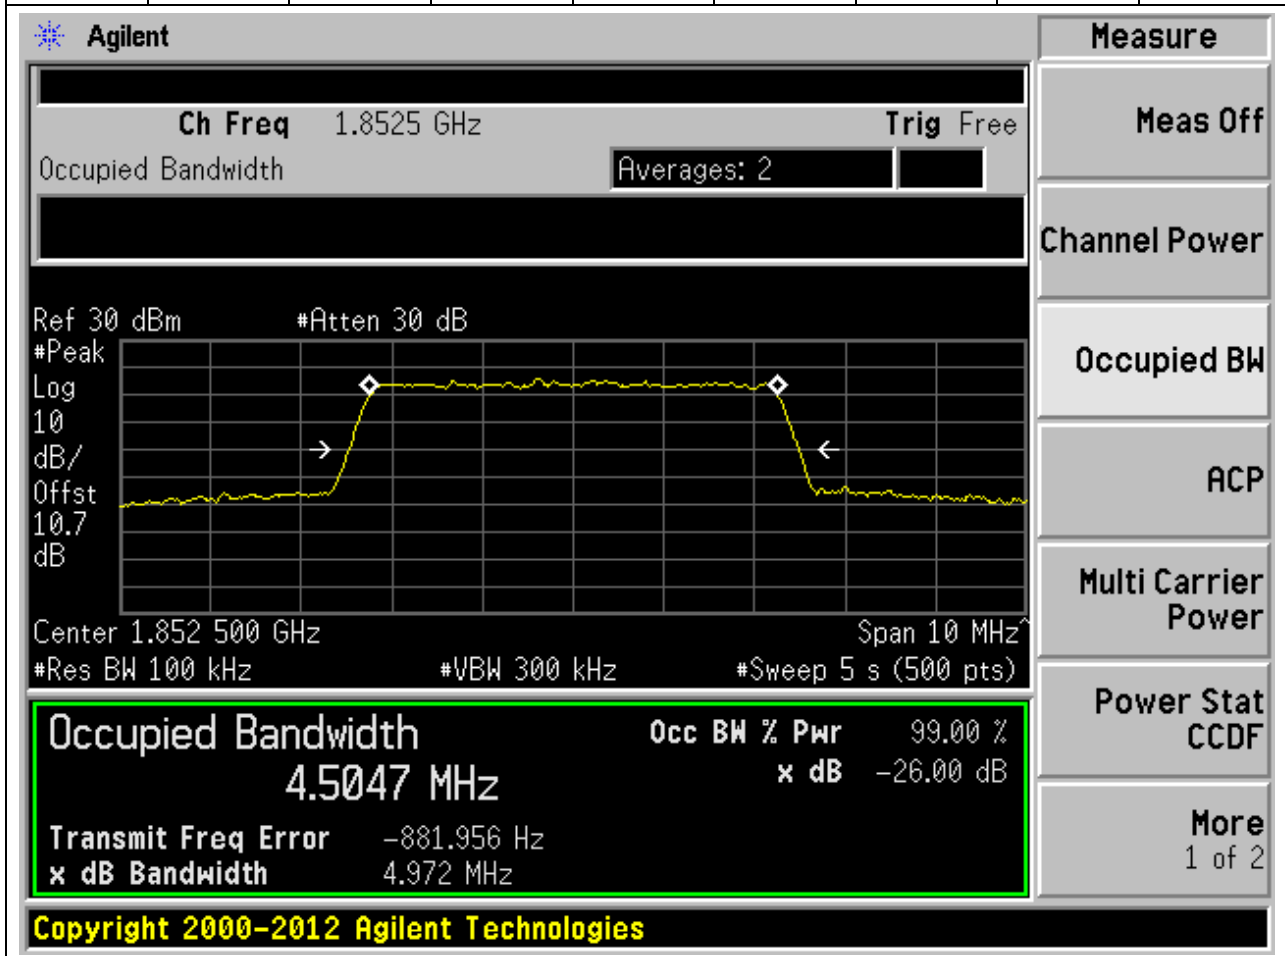 Agilent
Measure
Ch Freq 1.8525 GHz Trig Free
Meas Off
Occupied Bandwidth Averages: 2
Channel Power
Ref 30 dBm #Atten 30 dB
#Peak
Log
10
dB/
Offst
10.7
dB
Occupied BW
ACP
Multi Carrier
Power
Center 1.852 500 GHz Span 10 MHz^
#Res BW 100 kHz #VBW 300 kHz #Sweep 5 s (500 pts)
Power Stat
CCDF
Occupied Bandwidth Occ BW % Pwr 99.00 %
4.5047 MHz x dB -26.00 dB
Transmit Freq Error -881.956 Hz
x dB Bandwidth 4.972 MHz
More
1 of 2
Copyright 2000-2012 Agilent Technologies